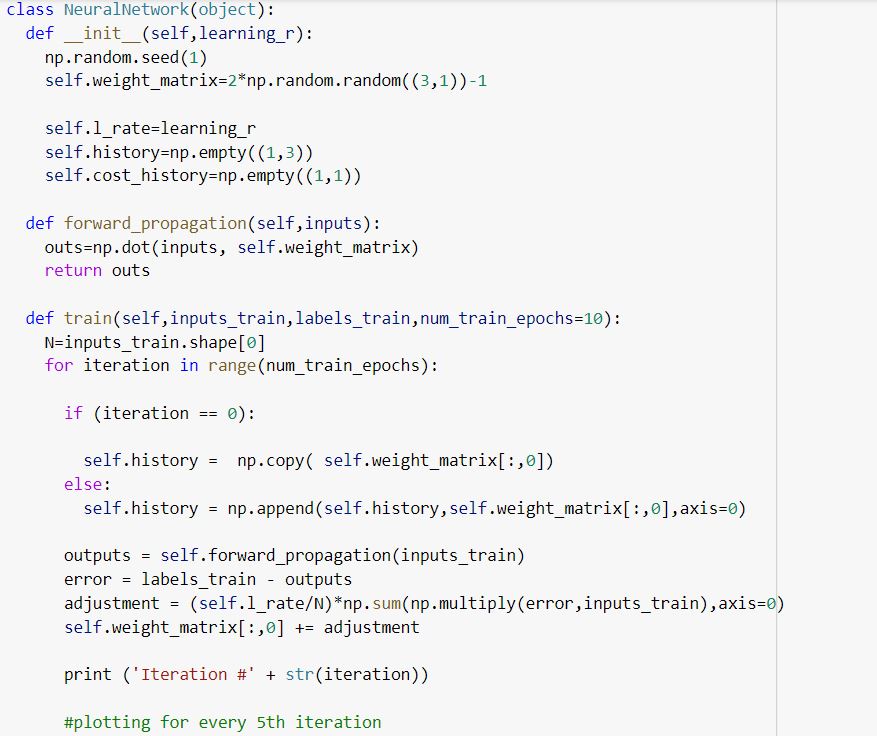 class NeuralNetwork(object):
  def __init__(self,learning_r):
    np.random.seed(1)
    self.weight_matrix=2*np.random.random((3,1))-1
    self.l_rate=learning_r
    self.history=np.empty((1,3))
    self.cost_history=np.empty((1,1))
  def forward_propagation(self,inputs):
    outs=np.dot(inputs, self.weight_matrix)
    return outs
  def train(self,inputs_train,labels_train,num_train_epochs=10):
    N=inputs_train.shape[0]
    for iteration in range(num_train_epochs):
      if (iteration == 0):
        self.history =  np.copy( self.weight_matrix[:,0])
      else:
        self.history = np.append(self.history,self.weight_matrix[:,0],axis=0)
      outputs = self.forward_propagation(inputs_train)
      error = labels_train - outputs
      adjustment = (self.l_rate/N)*np.sum(np.multiply(error,inputs_train),axis=0)
      self.weight_matrix[:,0] += adjustment
      print ('Iteration #' + str(iteration))
      #plotting for every 5th iteration